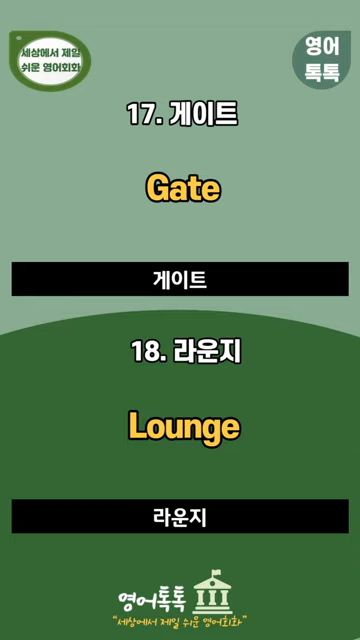 세상에서 제일
쉬운 영어회화
영어
톡톡
17. 게이트
Gate
게이트
18. 라운지
Lounge
라운지
영어톡톡
"세상에서 제일 쉬운 영어회화"